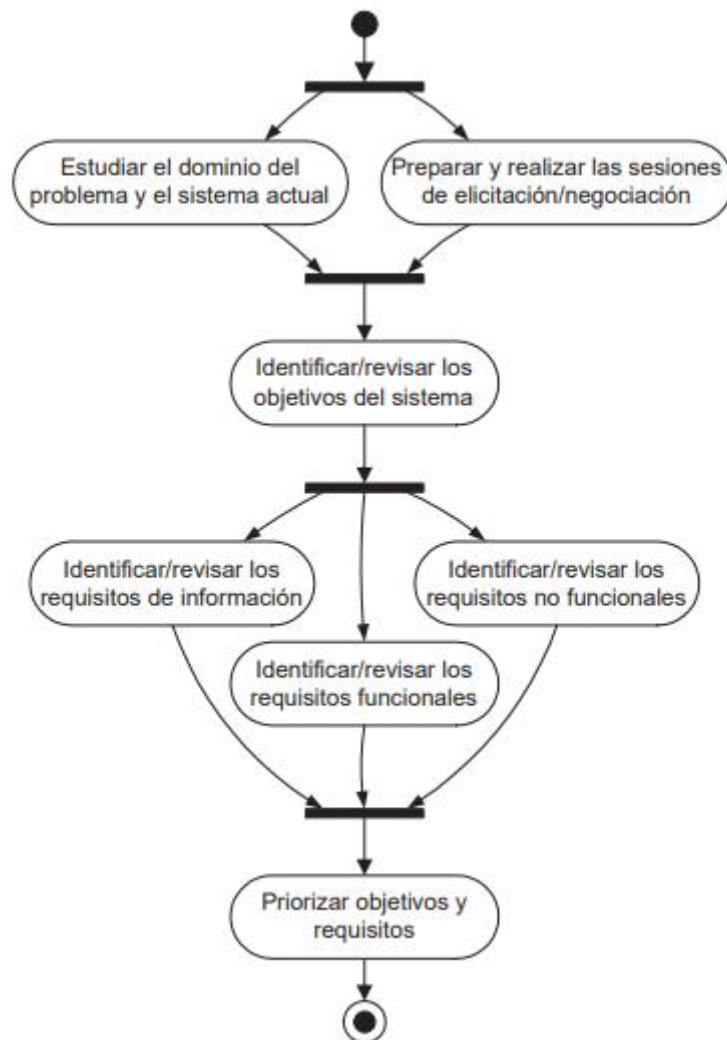 Estudiar el dominio del
problema y el sistema actual
Preparar y realizar las sesiones
de elicitación/negociación
Identificar/revisar los
objetivos del sistema
Identificar/revisar los
requisitos de información
Identificar/revisar los
requisitos no funcionales
Identificar/revisar los
requisitos funcionales
Priorizar objetivos y
requisitos